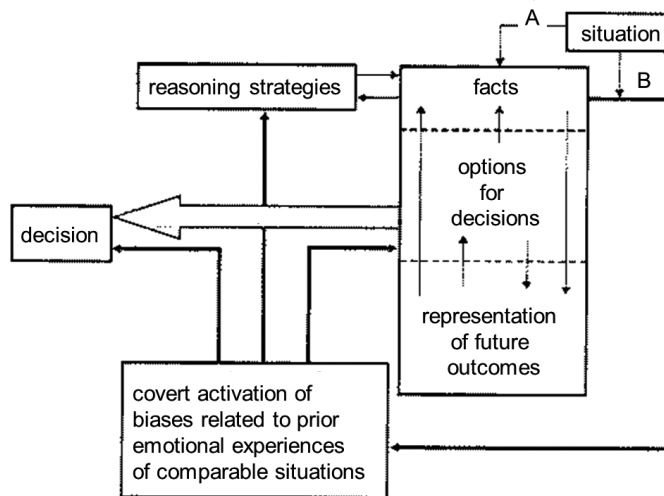 A
situation
B
reasoning strategies
facts
options
for
decisions
decision
representation
of future
outcomes
covert activation of
biases related to prior
emotional experiences
of comparable situations